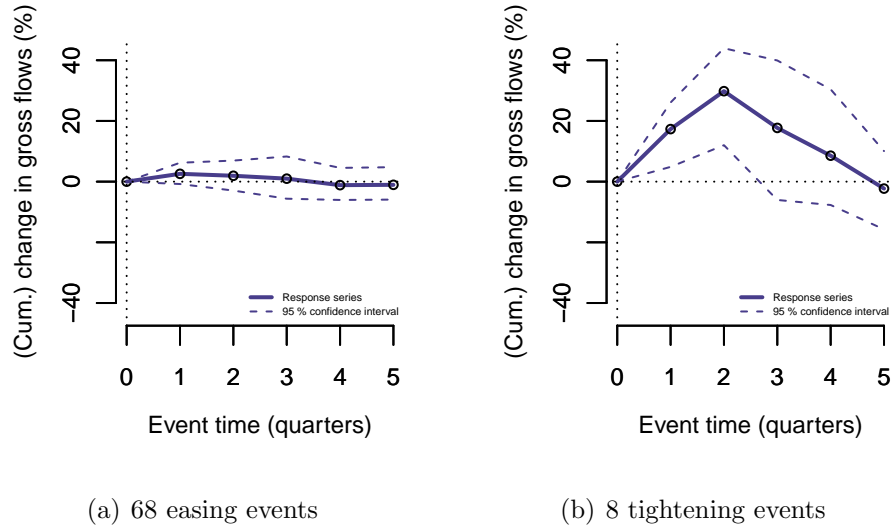 (Cum.) change in gross flows (%)
40
20
0
−40
Response series
95 % confidence interval
0 1 2 3 4 5
Event time (quarters)
(a) 68 easing events
(Cum.) change in gross flows (%)
40
20
0
−40
Response series
95 % confidence interval
0 1 2 3 4 5
Event time (quarters)
(b) 8 tightening events